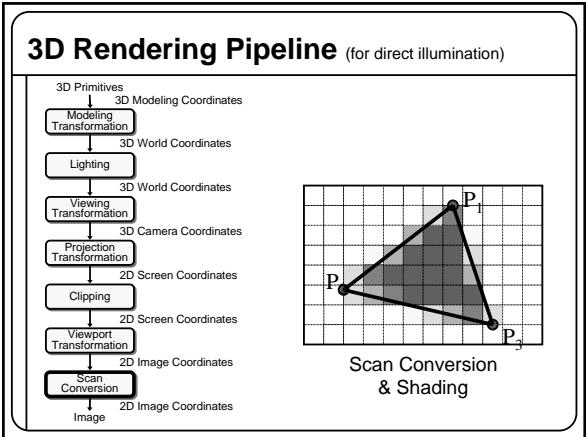 3D Rendering Pipeline (for direct illumination)
3D Primitives
3D Modeling Coordinates
Modeling
Transformation
3D World Coordinates
Lighting
3D World Coordinates
Viewing
Transformation
3D Camera Coordinates
Projection
Transformation
2D Screen Coordinates
Clipping
2D Screen Coordinates
Viewport
Transformation
2D Image Coordinates
Scan
Conversion
2D Image Coordinates
Image
P1
P
P3
Scan Conversion
& Shading